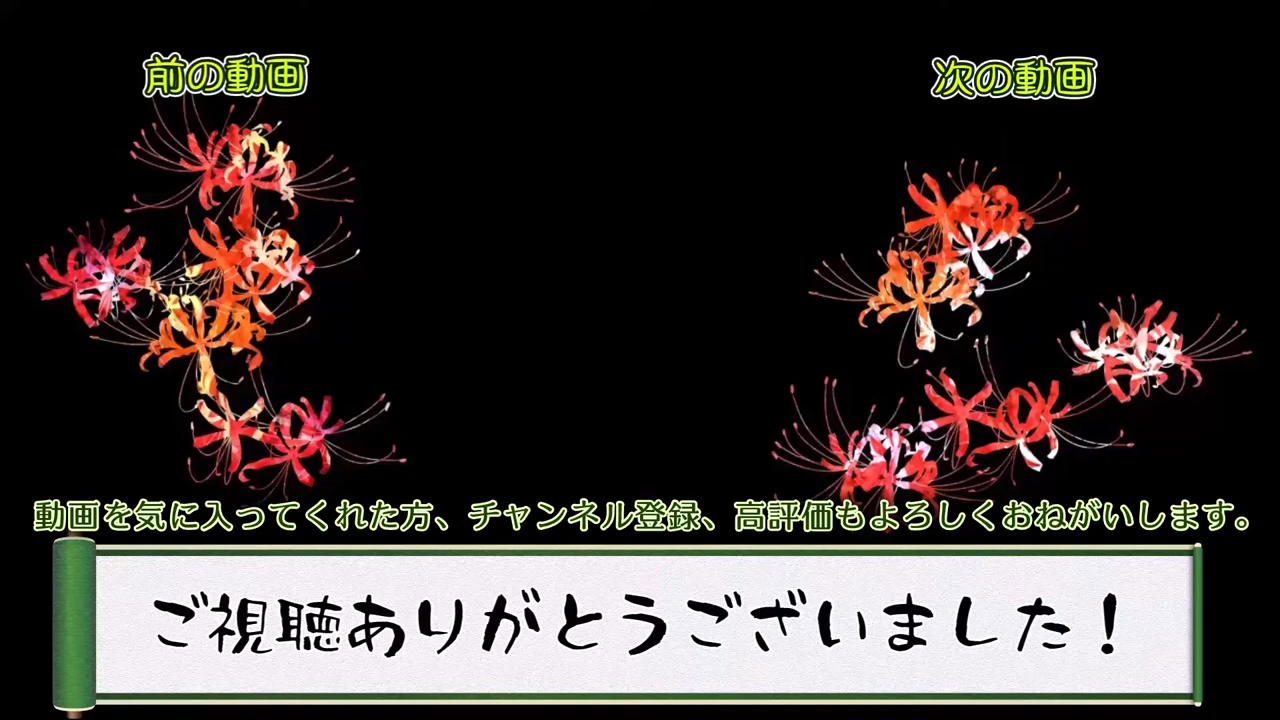 前の動画
次の動画
動画を気に入ってくれた方、チャンネル登録、高評価もよろしくおねがいします。
ご視聴ありがとうございました！